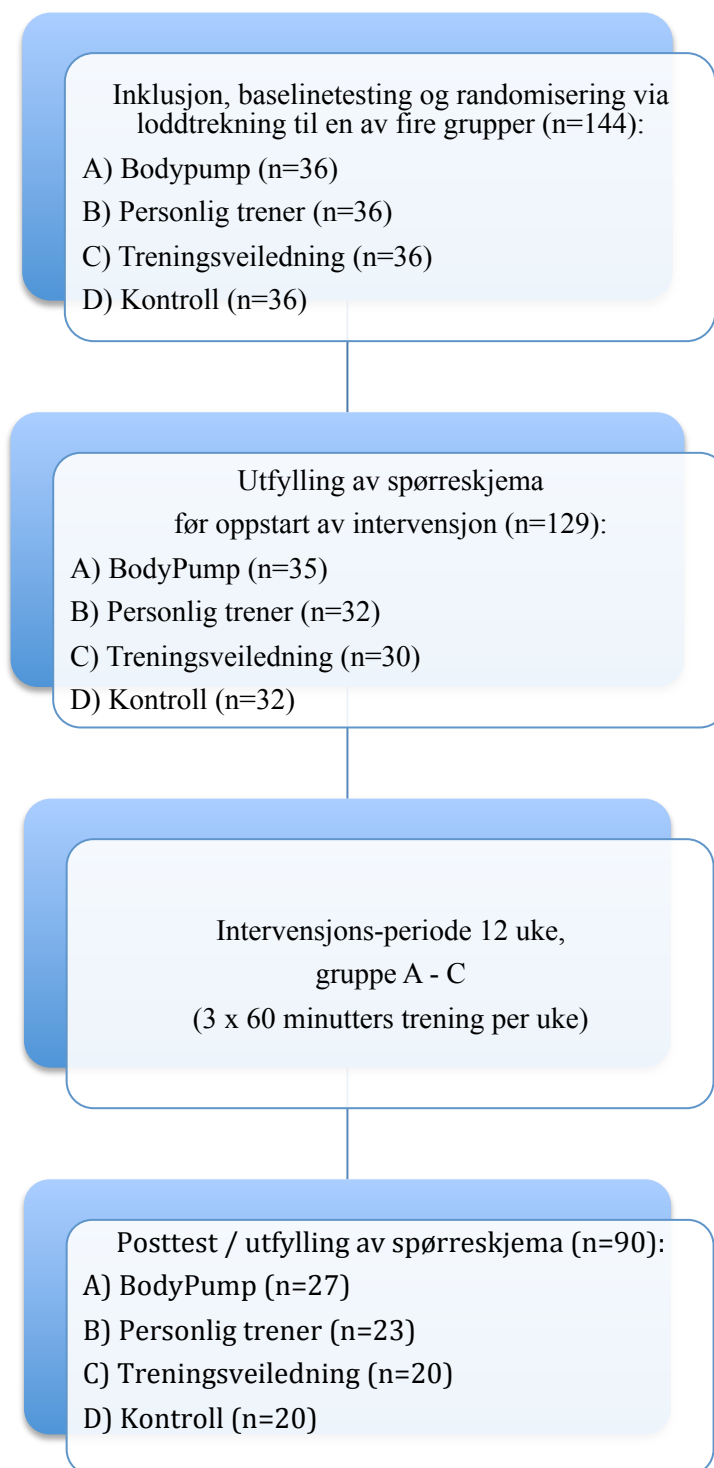 Inklusjon, baselinetesting og randomisering via
loddtrekning til en av fire grupper (n=144):
A) Bodypump (n=36)
B) Personlig trener (n=36)
C) Treningsveiledning (n=36)
D) Kontroll (n=36)
Utfylling av spørreskjema
før oppstart av intervensjon (n=129):
A) BodyPump (n=35)
B) Personlig trener (n=32)
C) Treningsveiledning (n=30)
D) Kontroll (n=32)
Intervensjons-periode 12 uke,
gruppe A - C
(3 x 60 minutters trening per uke)
Posttest / utfylling av spørreskjema (n=90):
A) BodyPump (n=27)
B) Personlig trener (n=23)
C) Treningsveiledning (n=20)
D) Kontroll (n=20)